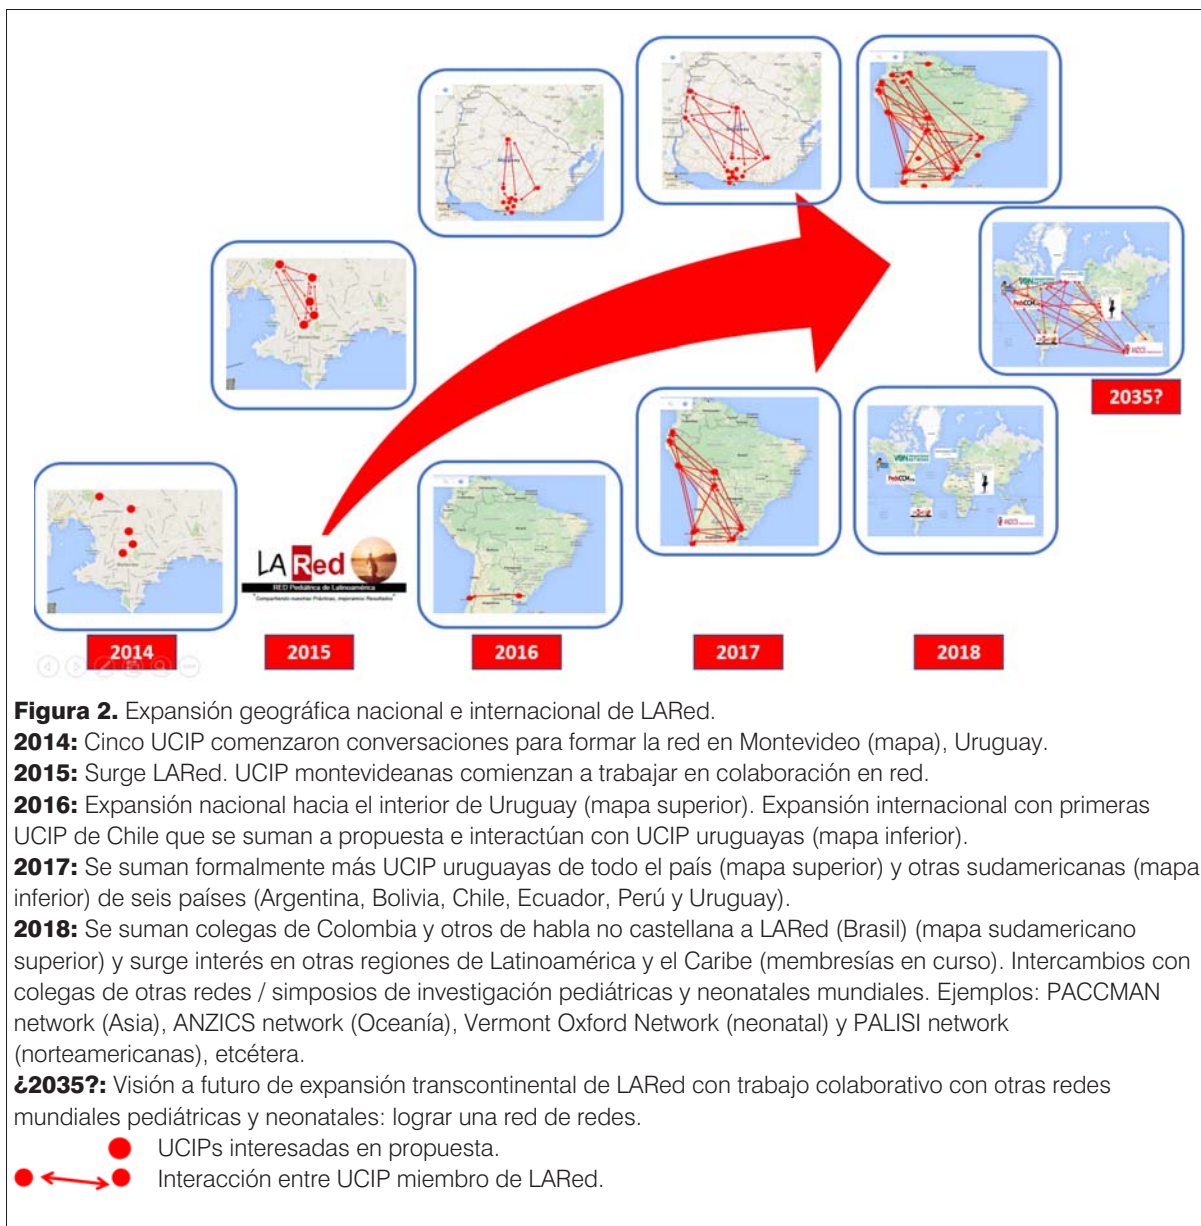 2035?
LARed
RED Pediátrica de Latinoamérica
"Compartiendo nuestras Prácticas, mejoramos Resultados"
2014
2015
2016
2017
2018
Figura 2. Expansión geográfica nacional e internacional de LARed.
2014: Cinco UCIP comenzaron conversaciones para formar la red en Montevideo (mapa), Uruguay.
2015: Surge LARed. UCIP montevideanas comienzan a trabajar en colaboración en red.
2016: Expansión nacional hacia el interior de Uruguay (mapa superior). Expansión internacional con primeras
UCIP de Chile que se suman a propuesta e interactúan con UCIP uruguayas (mapa inferior).
2017: Se suman formalmente más UCIP uruguayas de todo el país (mapa superior) y otras sudamericanas (mapa
inferior) de seis países (Argentina, Bolivia, Chile, Ecuador, Perú y Uruguay).
2018: Se suman colegas de Colombia y otros de habla no castellana a LARed (Brasil) (mapa sudamericano
superior) y surge interés en otras regiones de Latinoamérica y el Caribe (membresías en curso). Intercambios con
colegas de otras redes / simposios de investigación pediátricas y neonatales mundiales. Ejemplos: PACCMAN
network (Asia), ANZICS network (Oceanía), Vermont Oxford Network (neonatal) y PALISI network
(norteamericanas), etcétera.
¿2035?: Visión a futuro de expansión transcontinental de LARed con trabajo colaborativo con otras redes
mundiales pediátricas y neonatales: lograr una red de redes.
UCIPs interesadas en propuesta.
Interacción entre UCIP miembro de LARed.